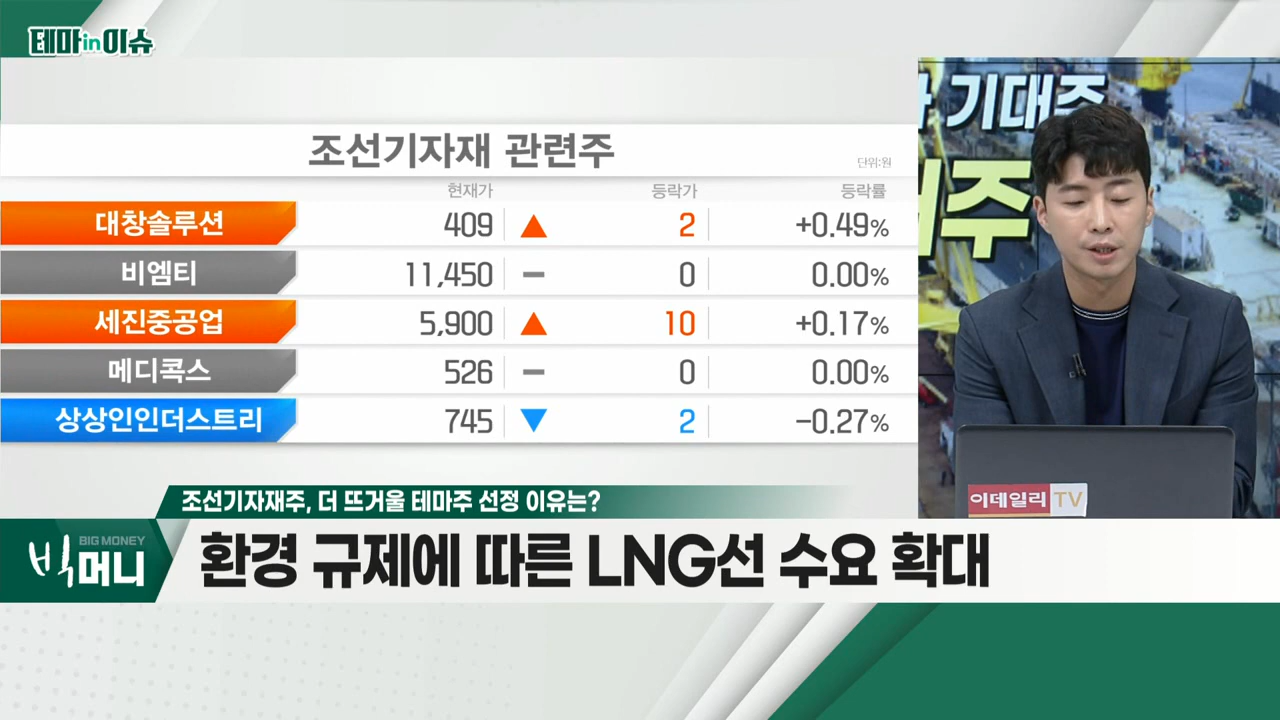 테마in이슈
기대주
조선기자재 관련주
단위:원
현재가 등락가 등락률
대창솔루션 409 ▲ 2 +0.49%
비엠티 11,450 － 0 0.00%
세진중공업 5,900 ▲ 10 +0.17%
메디콕스 526 － 0 0.00%
상상인인더스트리 745 ▼ 2 -0.27%
이데일리TV
조선기자재주, 더 뜨거울 테마주 선정 이유는?
BIG MONEY
빅머니
환경 규제에 따른 LNG선 수요 확대